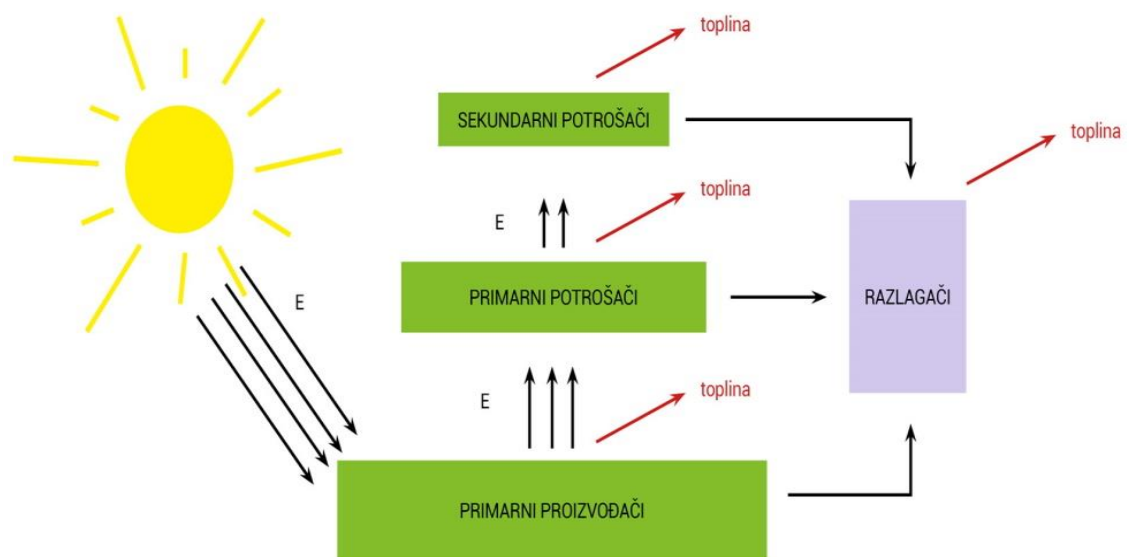 toplina
SEKUNDARNI POTROŠAČI
toplina
toplina
E
E
PRIMARNI POTROŠAČI
RAZLAGAČI
toplina
E
PRIMARNI PROIZVOĐAČI